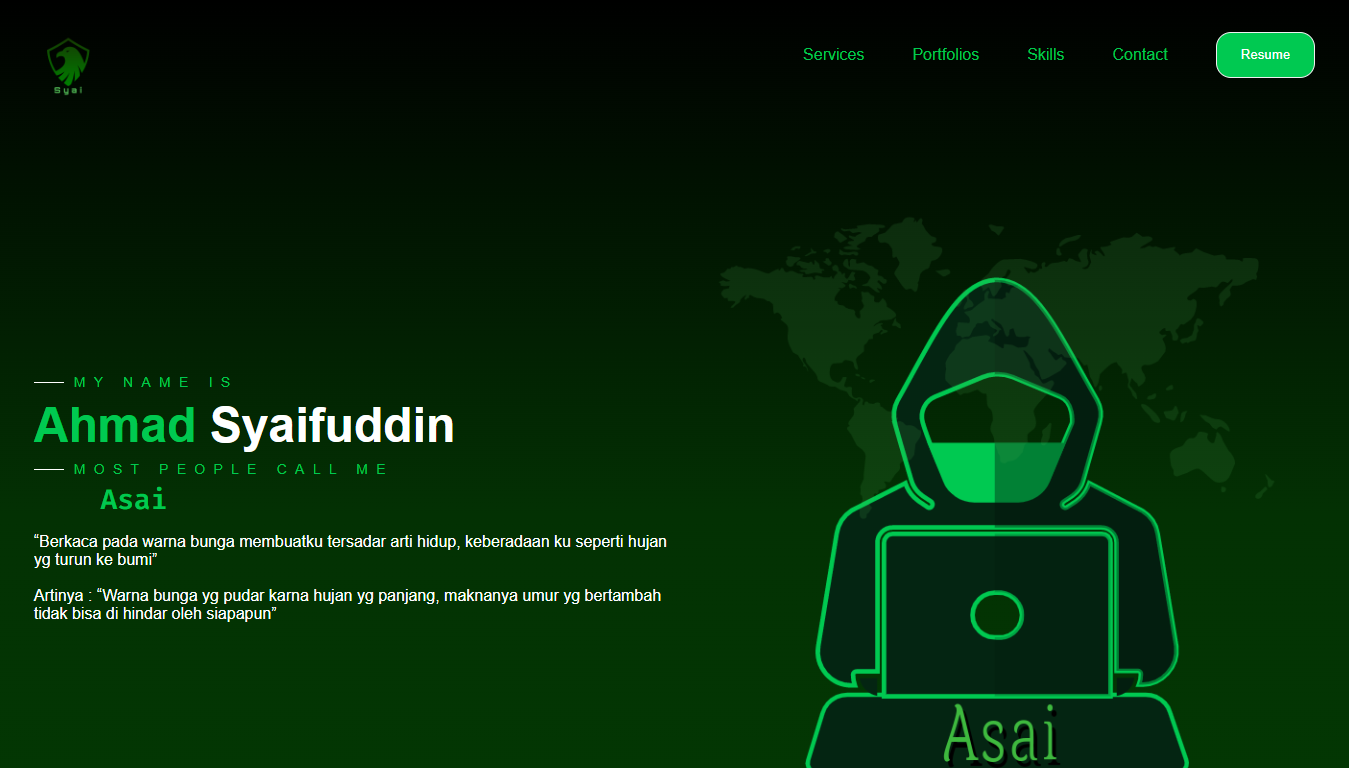 Syai
Services Portfolios Skills Contact Resume
MY NAME IS
Ahmad Syaifuddin
MOST PEOPLE CALL ME
Asai
“Berkaca pada warna bunga membuatku tersadar arti hidup, keberadaan ku seperti hujan
yg turun ke bumi”
Artinya : “Warna bunga yg pudar karna hujan yg panjang, maknanya umur yg bertambah
tidak bisa di hindar oleh siapapun”
Asai